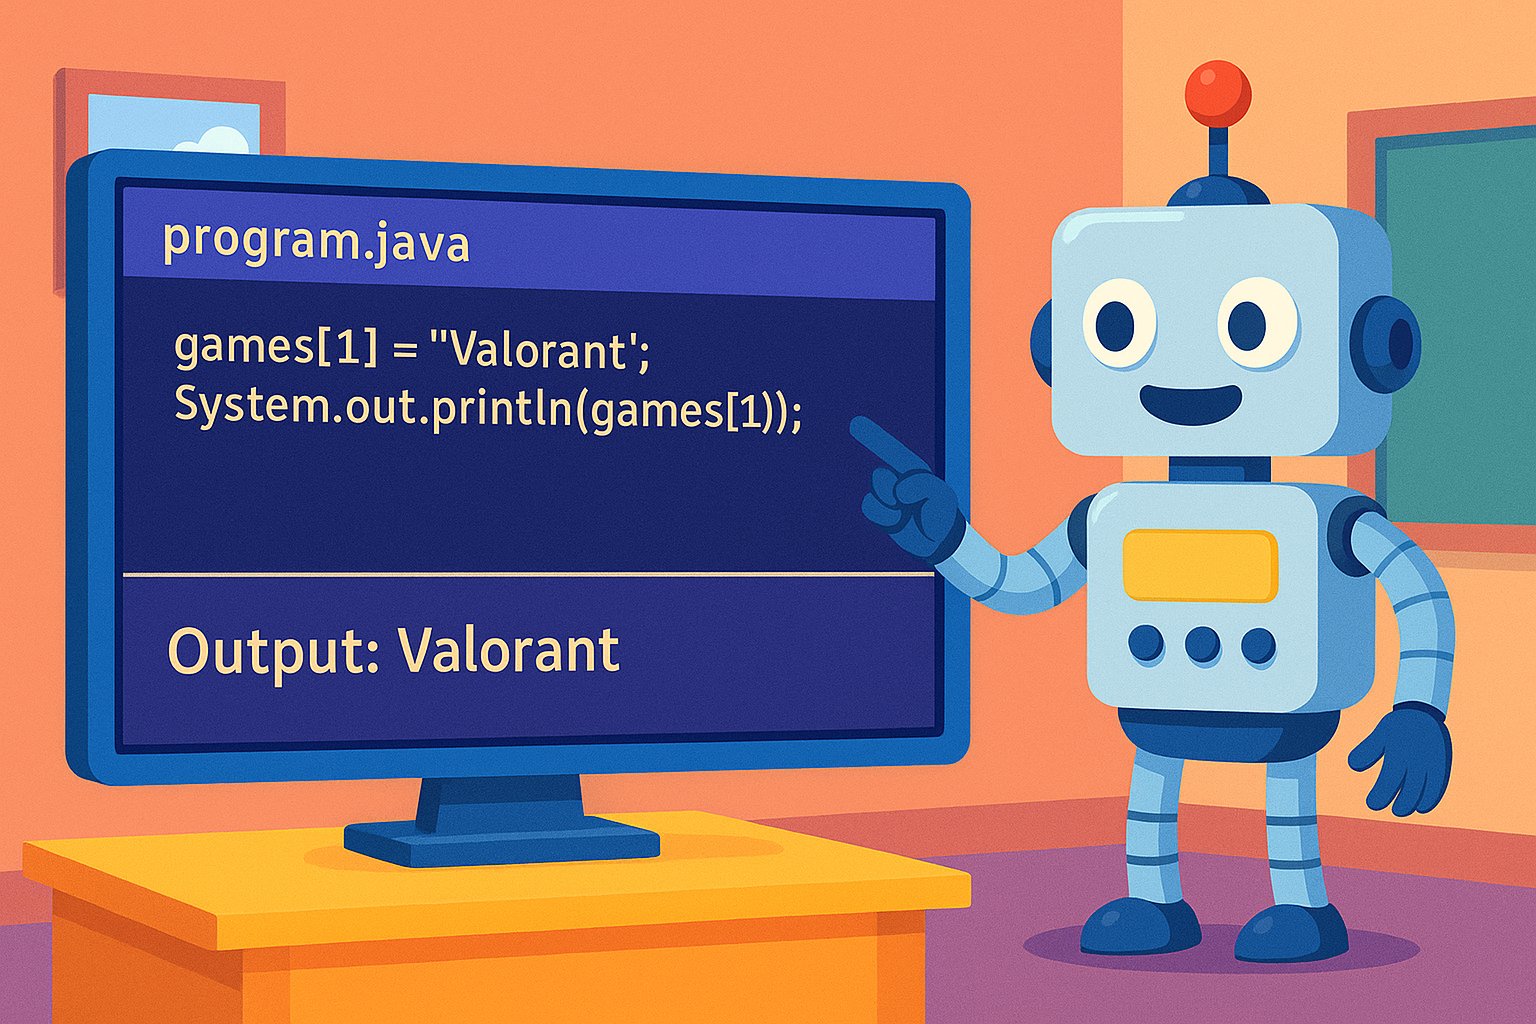 program.java
games[1] = "Valorant';
System.out.println(games[1]);
Output: Valorant